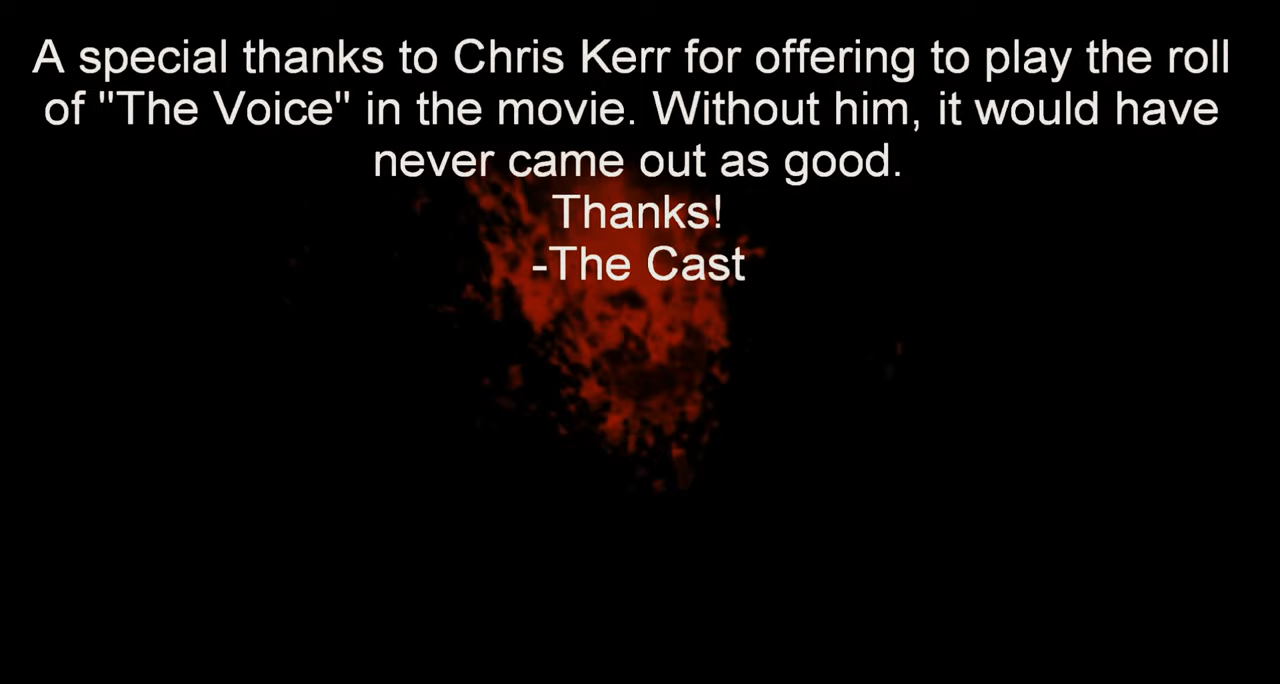 A special thanks to Chris Kerr for offering to play the roll
of "The Voice" in the movie. Without him, it would have
never came out as good.
Thanks!
-The Cast